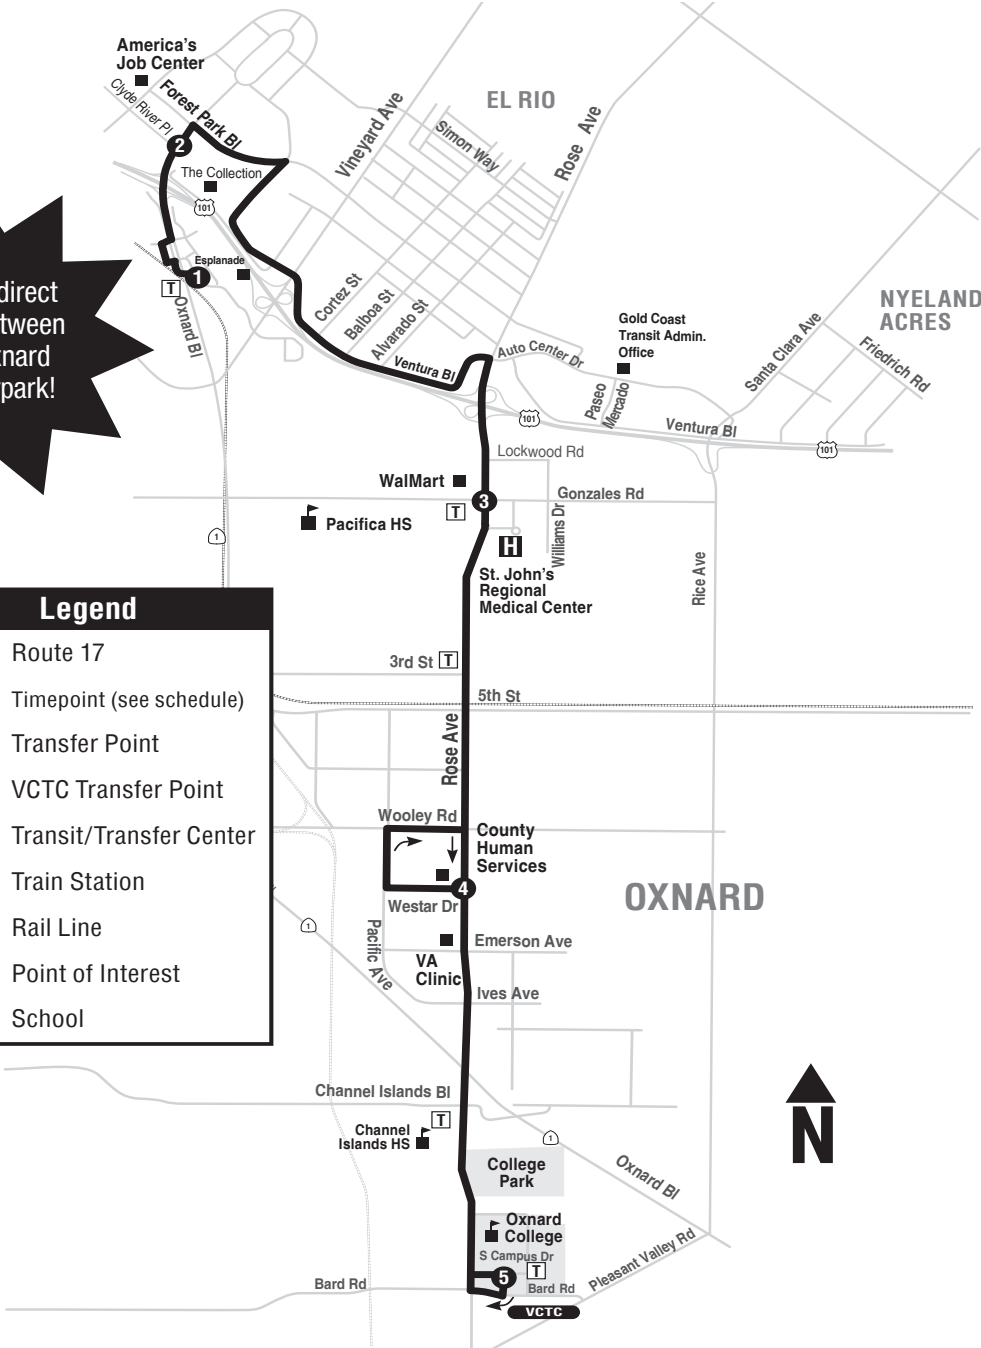 America's
Job Center
Clyde River Pl
Forest Park Bl
2
The Collection
101
Esplanade
1
T
Oxnard Bl
Vineyard Ave
EL RIO
Simon Way
Rose Ave
Cortez St
Balboa St
Alvarado St
Ventura Bl
Auto Center Dr
Gold Coast
Transit Admin.
Office
Paseo
Mercado
Santa Clara Ave
NYELAND
ACRES
Friedrich Rd
101
Ventura Bl
101
direct
tween
nard
rpark!
Lockwood Rd
WalMart
3
Gonzales Rd
T
Pacifica HS
Williams Dr
H
St. John's
Regional
Medical Center
1
Rice Ave
Legend
Route 17
Timepoint (see schedule)
Transfer Point
VCTC Transfer Point
Transit/Transfer Center
Train Station
Rail Line
Point of Interest
School
3rd St
T
5th St
Rose Ave
Wooley Rd
County
Human
Services
4
Westar Dr
OXNARD
1
Pacific Ave
Emerson Ave
VA
Clinic
Ives Ave
Channel Islands Bl
T
Channel
Islands HS
1
N
College
Park
Oxnard Bl
Oxnard
College
S Campus Dr
5
T
Bard Rd
Bard Rd
Pleasant Valley Rd
VCTC